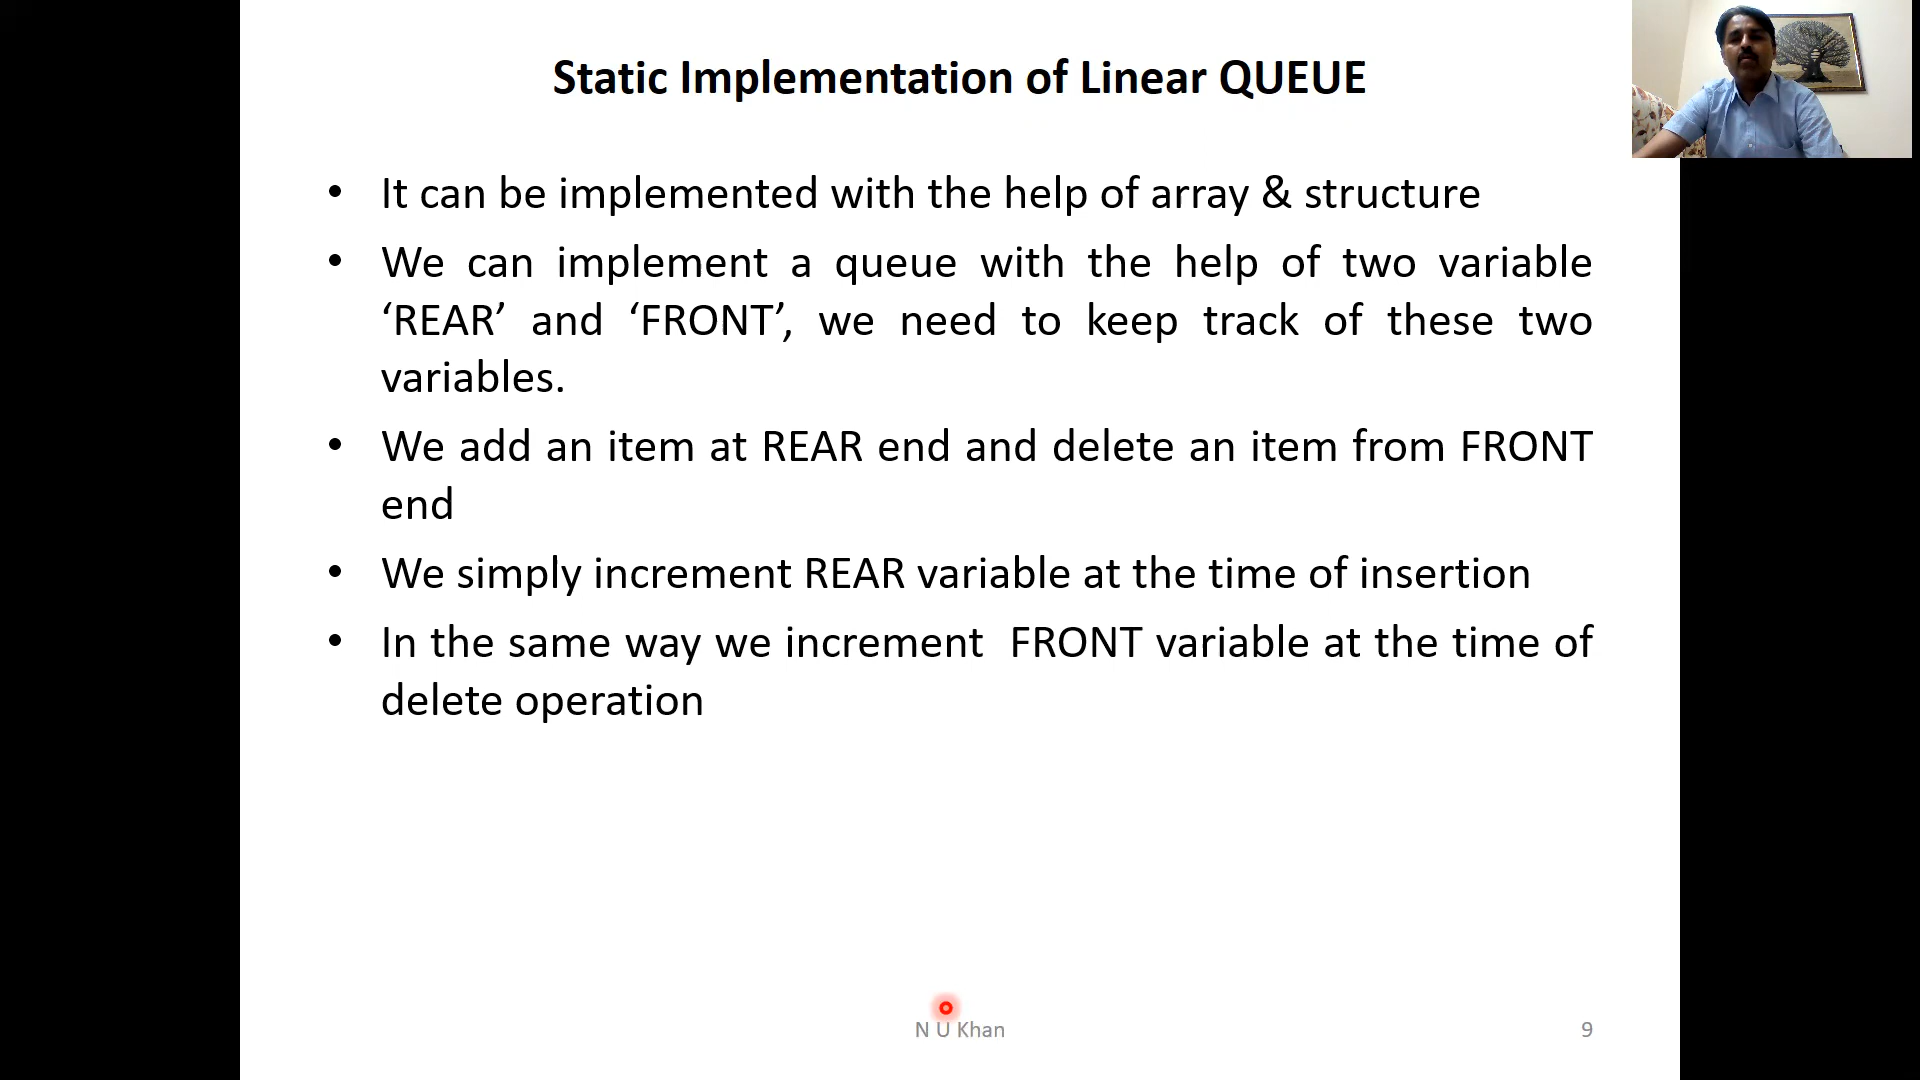 Static Implementation of Linear QUEUE
• It can be implemented with the help of array & structure
• We can implement a queue with the help of two variable
‘REAR’ and ‘FRONT’, we need to keep track of these two
variables.
• We add an item at REAR end and delete an item from FRONT
end
• We simply increment REAR variable at the time of insertion
• In the same way we increment  FRONT variable at the time of
delete operation
N U Khan
9